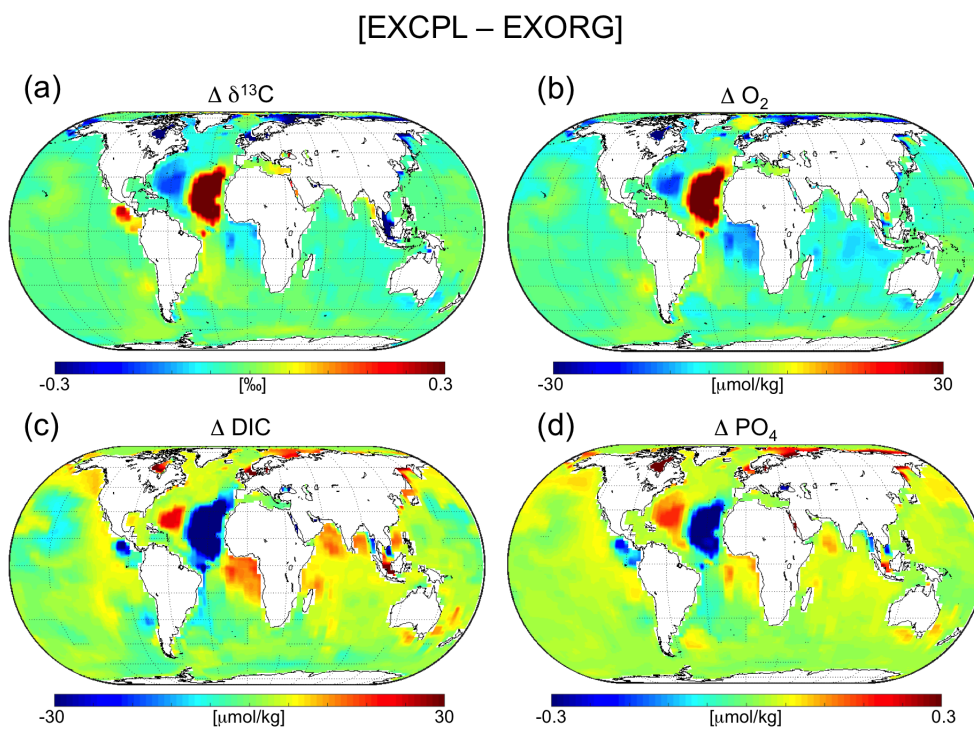 [EXCPL – EXORG]
(a)
Δ δ¹³C
(b)
Δ O₂
-0.3 [‰] 0.3
-30 [μmol/kg] 30
(c)
Δ DIC
(d)
Δ PO₄
-30 [μmol/kg] 30
-0.3 [μmol/kg] 0.3